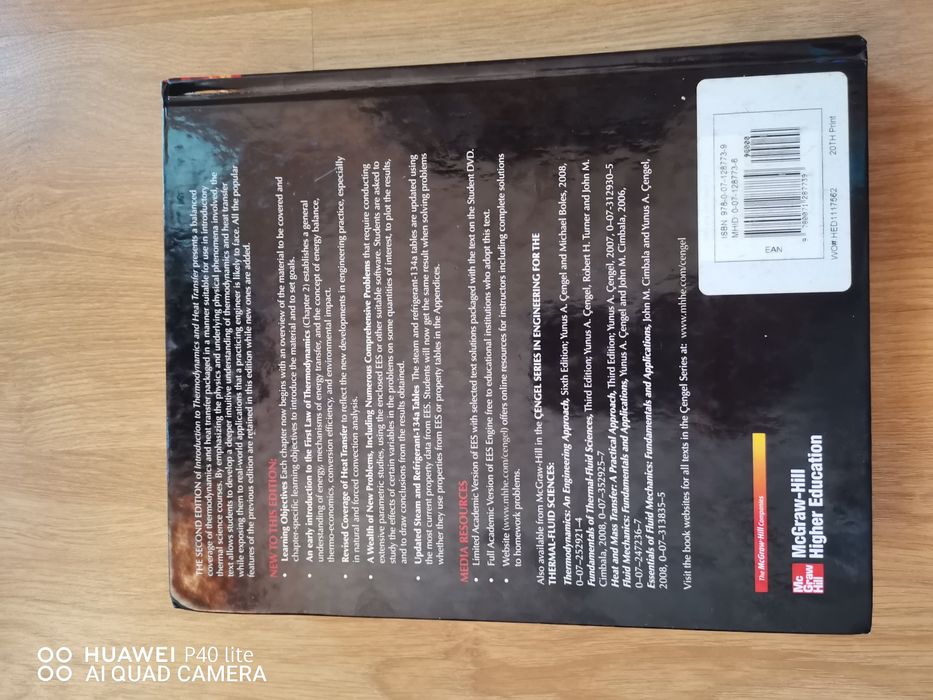 THE SECOND EDITION of Introduction to Thermodynamics and Heat Transfer presents a balanced
coverage of thermodynamics and heat transfer packaged in a manner suitable for use in introductory
thermal science courses. By emphasizing the physics and underlying physical phenomena involved, the
text allows students to develop a deeper intuitive understanding of thermodynamics and heat transfer
while exposing them to real-world applications that a practicing engineer is likely to face. All the popular
features of the previous edition are retained in this edition while new ones are added.
NEW TO THIS EDITION:
• Learning Objectives Each chapter now begins with an overview of the material to be covered and
chapter-specific learning objectives to introduce the material and to set goals.
• An early introduction to the First Law of Thermodynamics (Chapter 2) establishes a general
understanding of energy, mechanisms of energy transfer, and the concept of energy balance,
thermo-economics, conversion efficiency, and environmental impact.
• Revised Coverage of Heat Transfer to reflect the new developments in engineering practice, especially
in natural and forced convection analysis.
• A Wealth of New Problems, Including Numerous Comprehensive Problems that require conducting
extensive parametric studies, using the enclosed EES or other suitable software. Students are asked to
study the effects of certain variables in the problems on some quantities of interest, to plot the results,
and to draw conclusions from the results obtained.
• Updated Steam and Refrigerant-134a Tables The steam and refrigerant-134a tables are updated using
the most current property data from EES. Students will now get the same result when solving problems
whether they use properties from EES or property tables in the Appendices.
MEDIA RESOURCES
• Limited Academic Version of EES with selected text solutions packaged with the text on the Student DVD.
• Full Academic Version of EES Engine free to educational institutions who adopt this text.
• Website (www.mhhe.com/cengel) offers online resources for instructors including complete solutions
to homework problems.
Also available from McGraw-Hill in the ÇENGEL SERIES IN ENGINEERING FOR THE
THERMAL-FLUID SCIENCES:
Thermodynamics: An Engineering Approach, Sixth Edition; Yunus A. Çengel and Michael Boles, 2008,
0-07-352921-4
Fundamentals of Thermal-Fluid Sciences, Third Edition; Yunus A. Çengel, Robert H. Turner and John M.
Cimbala, 2008, 0-07-352925-7
Heat and Mass Transfer: A Practical Approach, Third Edition; Yunus A. Çengel, 2007, 0-07-312930-5
Fluid Mechanics: Fundamentals and Applications, Yunus A. Çengel and John M. Cimbala, 2006,
0-07-247236-7
Essentials of Fluid Mechanics: Fundamentals and Applications, John M. Cimbala and Yunus A. Çengel,
2008, 0-07-313835-5
Visit the book websites for all texts in the Çengel Series at: www.mhhe.com/cengel
The McGraw-Hill Companies
Mc
Graw
Hill
McGraw-Hill
Higher Education
ISBN 978-0-07-128773-9
MHID 0-07-128773-6
90000
9 780071 287739
EAN
WO# HED1117562 20TH Print
HUAWEI P40 lite
AI QUAD CAMERA